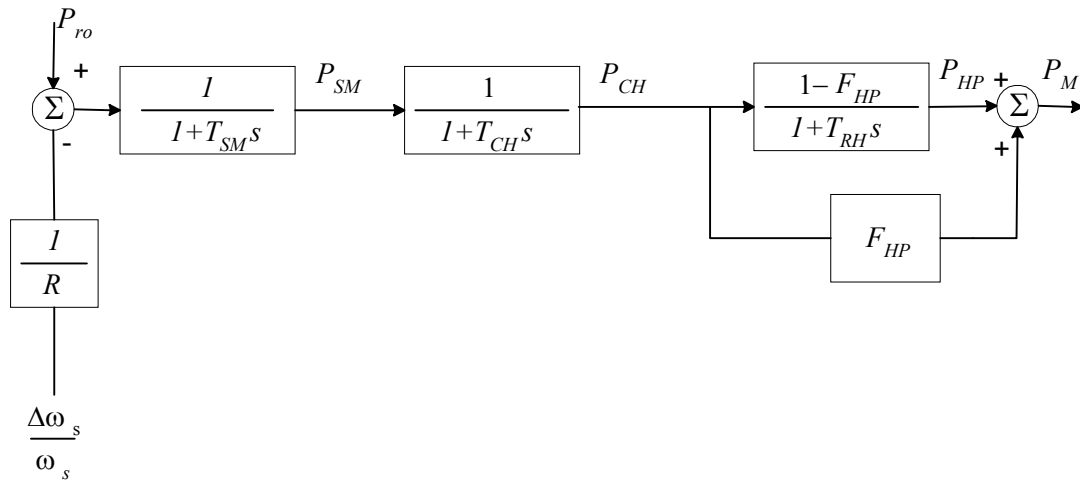 P_ro
+
Σ
-
1
1+T_SM s
P_SM
1
1+T_CH s
P_CH
1– F_HP
1+T_RH s
P_HP
+
Σ
+
P_M
F_HP
1
R
Δω_s
ω_s